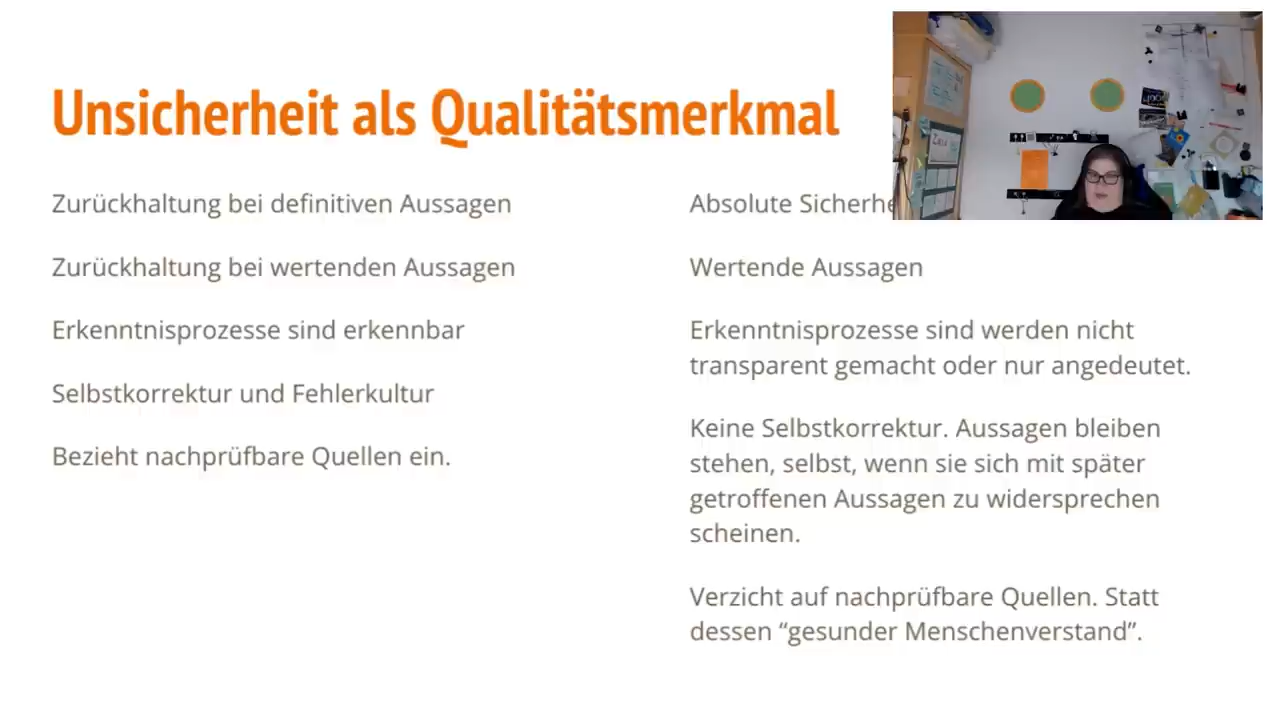 Unsicherheit als Qualitätsmerkmal
Zurückhaltung bei definitiven Aussagen
Zurückhaltung bei wertenden Aussagen
Erkenntnisprozesse sind erkennbar
Selbstkorrektur und Fehlerkultur
Bezieht nachprüfbare Quellen ein.
Absolute
Wertende Aussagen
Erkenntnisprozesse sind werden nicht
transparent gemacht oder nur angedeutet.
Keine Selbstkorrektur. Aussagen bleiben
stehen, selbst, wenn sie sich mit später
getroffenen Aussagen zu widersprechen
scheinen.
Verzicht auf nachprüfbare Quellen. Statt
dessen “gesunder Menschenverstand”.